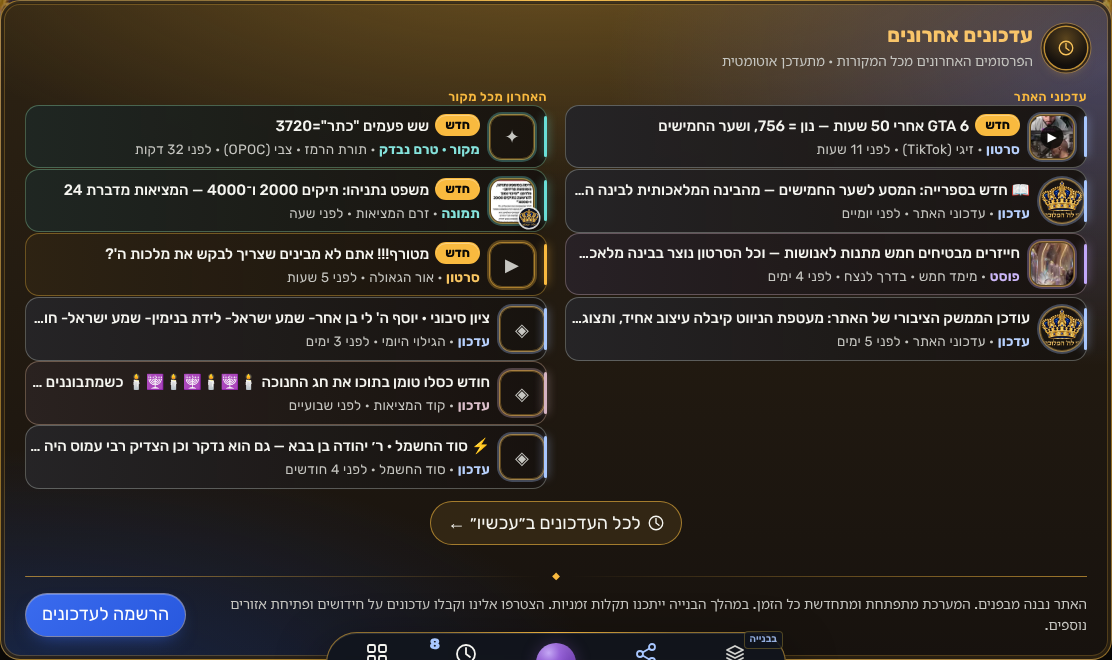 עדכונים אחרונים
הפרסומים האחרונים מכל המקורות • מתעדכן אוטומטית
עדכוני האתר
חדש GTA 6 אחרי 50 שעות — נון = 756, ושער החמישים
סרטון • זיגי (TikTok) • לפני 11 שעות
📖 חדש בספרייה: המסע לשער החמישים — מהבינה המלאכותית לבינה ה...
עדכון • עדכוני האתר • לפני יומיים
חייזרים מבטיחים חמש מתנות לאנושות — וכל הסרטון נוצר בבינה מלאכ...
פוסט • מימד חמש • בדרך לנצח • לפני 4 ימים
עודכן הממשק הציבורי של האתר: מעטפת הניווט קיבלה עיצוב אחיד, ותצוג...
עדכון • עדכוני האתר • לפני 5 ימים
האחרון מכל מקור
חדש שש פעמים "כתר"=3720
מקור • טרם נבדק • תורת הרמז • צבי (OPOC) • לפני 32 דקות
חדש משפט נתניהו: תיקים 2000 ו־4000 — המציאות מדברת 24
תמונה • זרם המציאות • לפני שעה
חדש מטורף!!! אתם לא מבינים שצריך לבקש את מלכות ה'?
סרטון • אור הגאולה • לפני 5 שעות
ציון סיבוני • יוסף ה' לי בן אחר- שמע ישראל- לידת בנימין- שמע ישראל- חו...
עדכון • הגילוי היומי • לפני 3 ימים
חודש כסלו טומן בתוכו את חג החנוכה 🕯️🕎🕯️🕎🕯️🕎🕯️ כשמתבוננים ...
עדכון • קוד המציאות • לפני שבועיים
⚡ סוד החשמל • ר׳ יהודה בן בבא — גם הוא נדקר וכן הצדיק רבי עמוס היה ...
עדכון • סוד החשמל • לפני 4 חודשים
לכל העדכונים ב״עכשיו״ ←
האתר נבנה מבפנים. המערכת מתפתחת ומתחדשת כל הזמן. במהלך הבנייה ייתכנו תקלות זמניות. הצטרפו אלינו וקבלו עדכונים על חידושים ופתיחת אזורים
נוספים.
הרשמה לעדכונים
בבנייה
8